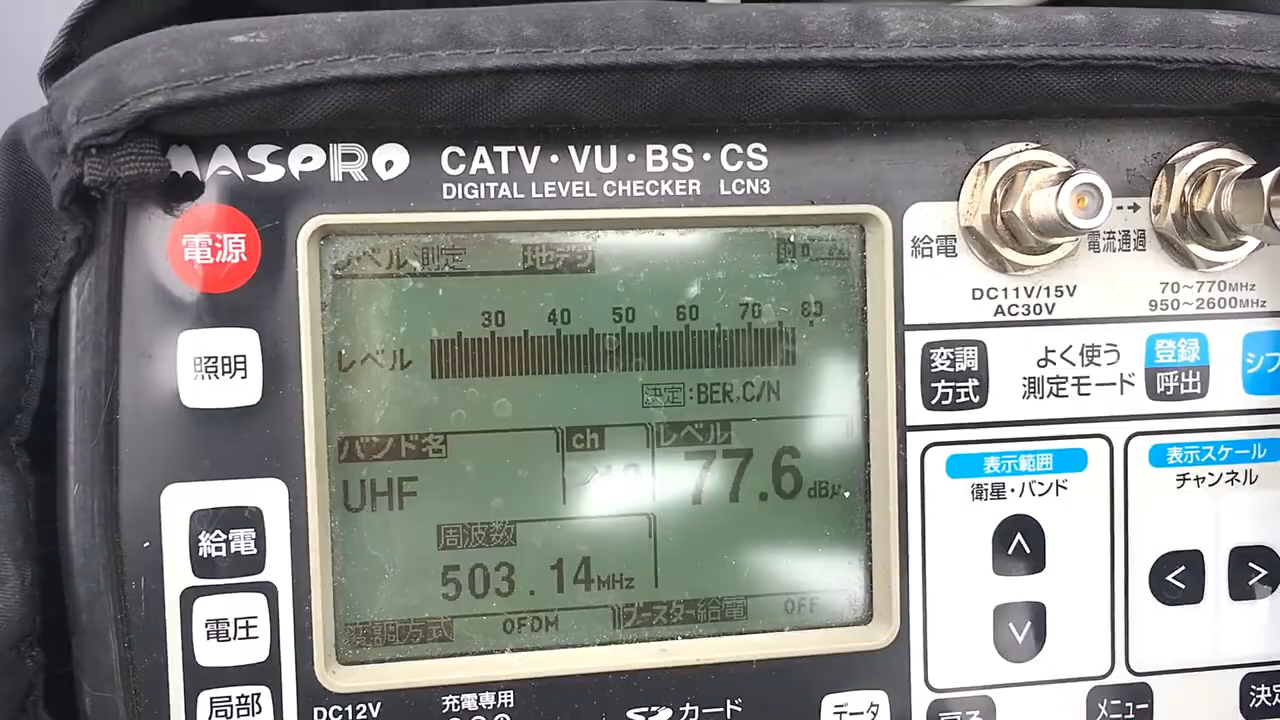 MASPRO CATV・VU・BS・CS
DIGITAL LEVEL CHECKER LCN3
電源
照明
給電
電圧
局部
レベル測定 地デジ
30 40 50 60 70 80
レベル
決定:BER,C/N
バンド名 ch レベル
UHF 77.6dBμ
周波数
503.14MHz
変調方式 OFDM ブースター給電 OFF
給電
電流通過
DC11V/15V
AC30V
70～770MHz
950～2600MHz
変調
方式
よく使う
測定モード
登録
呼出
シフ
表示範囲
衛星・バンド
表示スケール
チャンネル
DC12V
充電専用
カード
データ
戻る
メニュー
決定